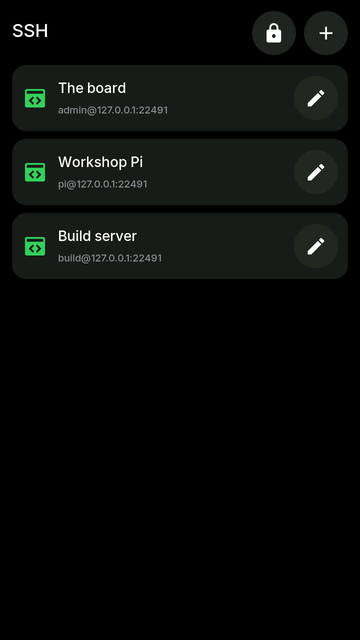 SSH
The board
admin@127.0.0.1:22491
Workshop Pi
pi@127.0.0.1:22491
Build server
build@127.0.0.1:22491